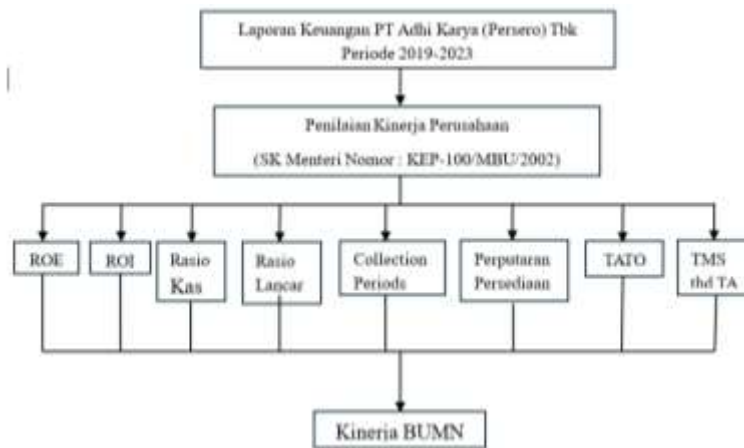 Laporan Keuangan PT Adhi Karya (Persero) Tbk
Periode 2019-2023
Penilaian Kinerja Perusahaan
(SK Menteri Nomor : KEP-100/MBU/2002)
ROE
ROI
Rasio
Kas
Rasio
Lancar
Collection
Periods
Perputaran
Persediaan
TATO
TMS
thd TA
Kinerja BUMN